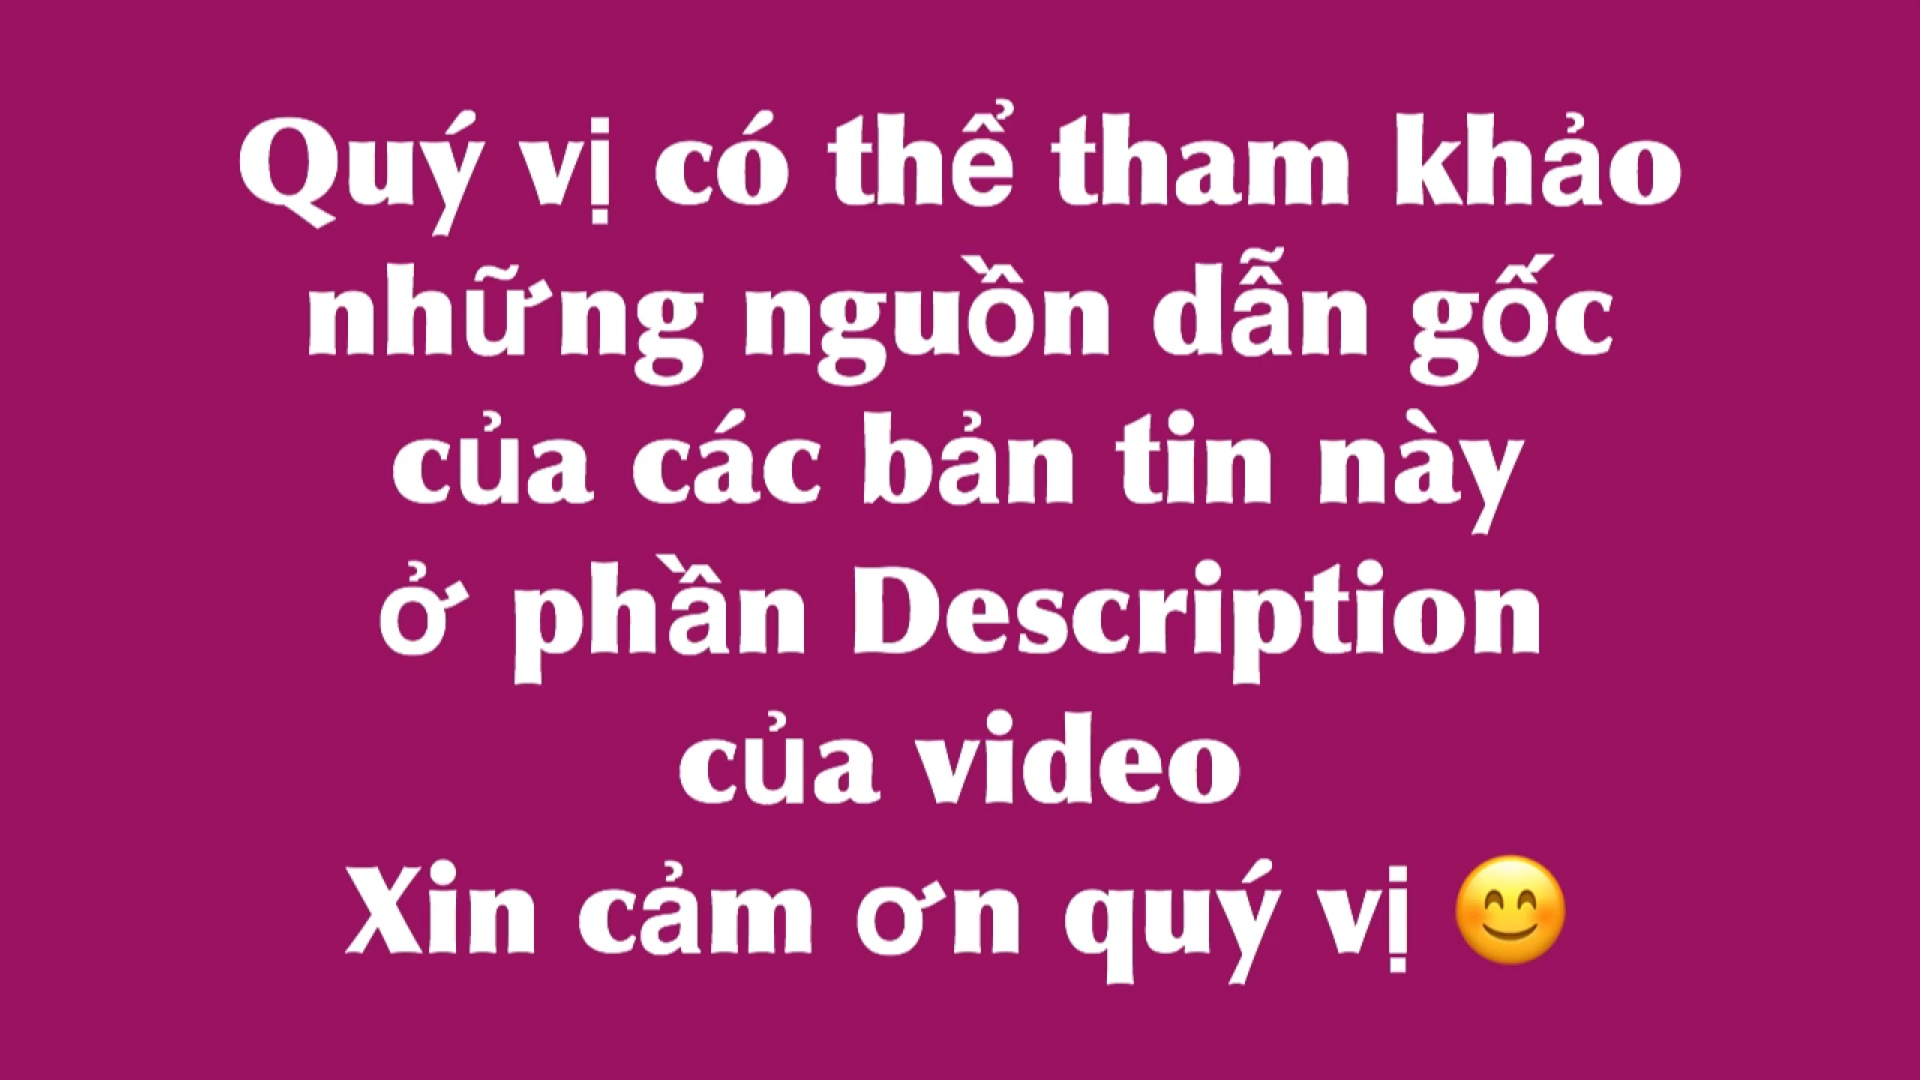 Quý vị có thể tham khảo
những nguồn dẫn gốc
của các bản tin này
ở phần Description
của video
Xin cảm ơn quý vị 😊